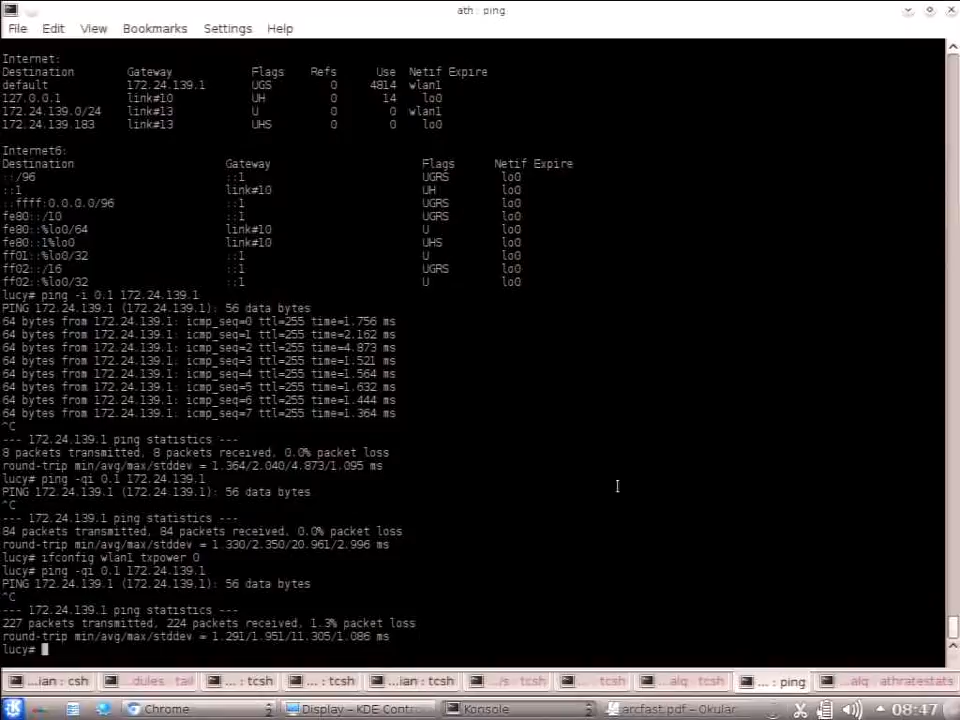 ath : ping
File Edit View Bookmarks Settings Help
Internet:
Destination Gateway Flags Refs Use Netif Expire
default 172.24.139.1 UGS 0 4814 wlan1
127.0.0.1 link#10 UH 0 14 lo0
172.24.139.0/24 link#13 U 0 0 wlan1
172.24.139.183 link#13 UHS 0 0 lo0
Internet6:
Destination Gateway Flags Netif Expire
::/96 ::1 UGRS lo0
::1 link#10 UH lo0
::ffff:0.0.0.0/96 ::1 UGRS lo0
fe80::/10 ::1 UGRS lo0
fe80::%lo0/64 link#10 U lo0
fe80::1%lo0 link#10 UHS lo0
ff01::%lo0/32 ::1 U lo0
ff02::/16 ::1 UGRS lo0
ff02::%lo0/32 ::1 U lo0
lucy# ping -i 0.1 172.24.139.1
PING 172.24.139.1 (172.24.139.1): 56 data bytes
64 bytes from 172.24.139.1: icmp_seq=0 ttl=255 time=1.756 ms
64 bytes from 172.24.139.1: icmp_seq=1 ttl=255 time=2.162 ms
64 bytes from 172.24.139.1: icmp_seq=2 ttl=255 time=4.873 ms
64 bytes from 172.24.139.1: icmp_seq=3 ttl=255 time=1.521 ms
64 bytes from 172.24.139.1: icmp_seq=4 ttl=255 time=1.564 ms
64 bytes from 172.24.139.1: icmp_seq=5 ttl=255 time=1.632 ms
64 bytes from 172.24.139.1: icmp_seq=6 ttl=255 time=1.444 ms
64 bytes from 172.24.139.1: icmp_seq=7 ttl=255 time=1.364 ms
^C
--- 172.24.139.1 ping statistics ---
8 packets transmitted, 8 packets received, 0.0% packet loss
round-trip min/avg/max/stddev = 1.364/2.040/4.873/1.095 ms
lucy# ping -qi 0.1 172.24.139.1
PING 172.24.139.1 (172.24.139.1): 56 data bytes
^C
--- 172.24.139.1 ping statistics ---
84 packets transmitted, 84 packets received, 0.0% packet loss
round-trip min/avg/max/stddev = 1.330/2.350/20.961/2.996 ms
lucy# ifconfig wlan1 txpower 0
lucy# ping -qi 0.1 172.24.139.1
PING 172.24.139.1 (172.24.139.1): 56 data bytes
^C
--- 172.24.139.1 ping statistics ---
227 packets transmitted, 224 packets received, 1.3% packet loss
round-trip min/avg/max/stddev = 1.291/1.951/11.305/1.086 ms
lucy#
...ian : csh ...dules : tail ... : tcsh ... : tcsh ...ian : tcsh .../s : tcsh ... : tcsh ...alq : tcsh ... : ping ...alq : athratestats
Chrome 2 Display – KDE Contro Konsole 2 arcfast.pdf – Okular 08:47